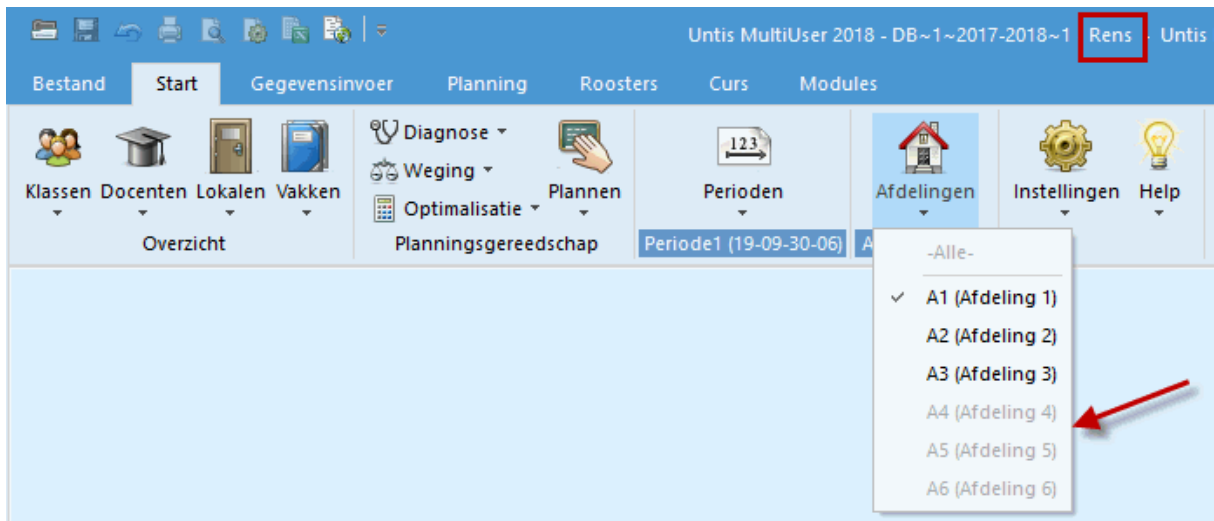 Untis MultiUser 2018 - DB~1~2017-2018~1 Rens - Untis
Bestand Start Gegevensinvoer Planning Roosters Curs Modules
Klassen Docenten Lokalen Vakken
Overzicht
Diagnose
Weging
Optimalisatie
Plannen
Planningsgereedschap
123
Perioden
Periode1 (19-09-30-06)
Afdelingen
A
Instellingen Help
-Alle-
A1 (Afdeling 1)
A2 (Afdeling 2)
A3 (Afdeling 3)
A4 (Afdeling 4)
A5 (Afdeling 5)
A6 (Afdeling 6)